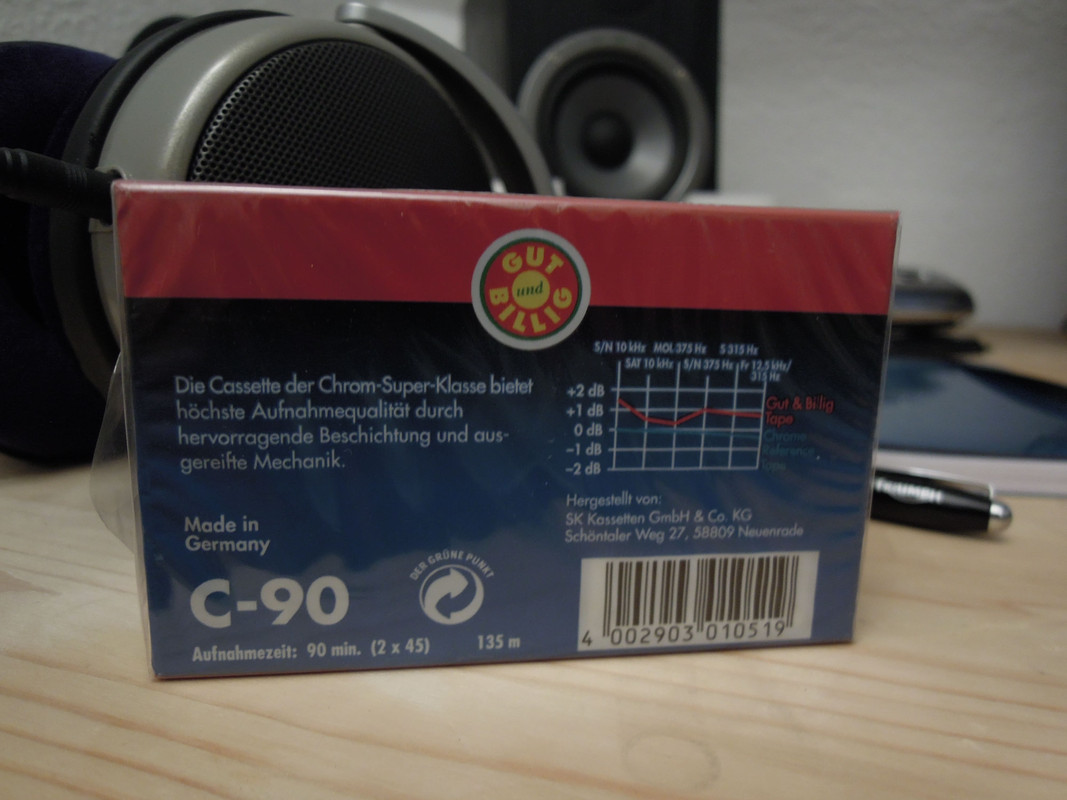 GUT
und
BILLIG
S/N 10 kHz MOL 375 Hz S 315 Hz
SAT 10 kHz S/N 375 Hz Fr 12,5 kHz/
315 Hz
+2 dB
+1 dB
0 dB
-1 dB
-2 dB
Gut & Billig
Tape
Chrome
Reference
Tape
Die Cassette der Chrom-Super-Klasse bietet
höchste Aufnahmequalität durch
hervorragende Beschichtung und aus-
gereifte Mechanik.
Hergestellt von:
SK Kassetten GmbH & Co. KG
Schöntaler Weg 27, 58809 Neuenrade
Made in
Germany
DER GRÜNE PUNKT
C-90
Aufnahmezeit: 90 min. (2 x 45) 135 m
4 002903 010519
TRIUMPH